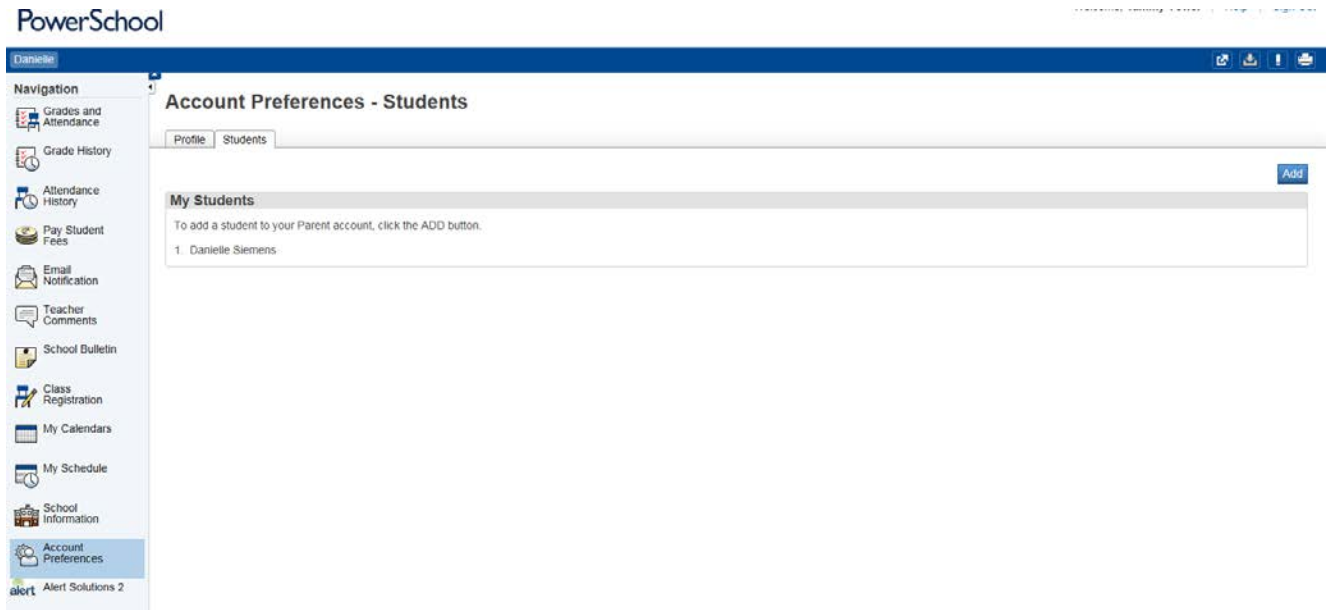 PowerSchool
Danielle
Navigation
Grades and
Attendance
Grade History
Attendance
History
Pay Student
Fees
Email
Notification
Teacher
Comments
School Bulletin
Class
Registration
My Calendars
My Schedule
School
Information
Account
Preferences
alert Alert Solutions 2
Account Preferences - Students
Profile Students
Add
My Students
To add a student to your Parent account, click the ADD button.
1. Danielle Siemens